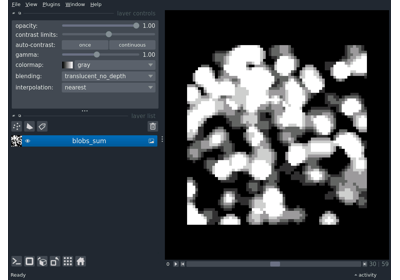 File View Plugins Window Help
layer controls
opacity: 1.00
contrast limits:
auto-contrast: once continuous
gamma: 1.00
colormap: gray
blending: translucent_no_depth
interpolation: nearest
layer list
blobs_sum
30 59
Ready activity